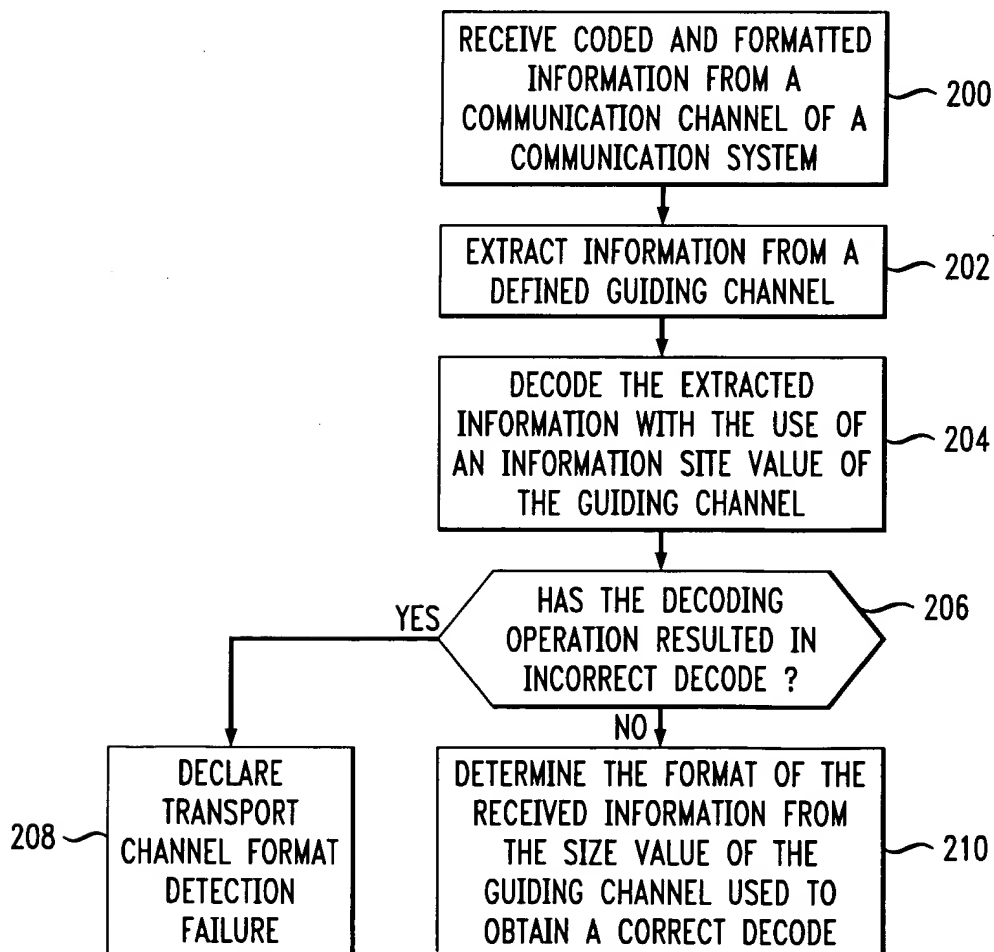 RECEIVE CODED AND FORMATTED
INFORMATION FROM A
COMMUNICATION CHANNEL OF A
COMMUNICATION SYSTEM
200
EXTRACT INFORMATION FROM A
DEFINED GUIDING CHANNEL
202
DECODE THE EXTRACTED
INFORMATION WITH THE USE OF
AN INFORMATION SITE VALUE OF
THE GUIDING CHANNEL
204
HAS THE DECODING
OPERATION RESULTED IN
INCORRECT DECODE ?
206
YES
NO
DECLARE
TRANSPORT
CHANNEL FORMAT
DETECTION
FAILURE
208
DETERMINE THE FORMAT OF THE
RECEIVED INFORMATION FROM
THE SIZE VALUE OF THE
GUIDING CHANNEL USED TO
OBTAIN A CORRECT DECODE
210